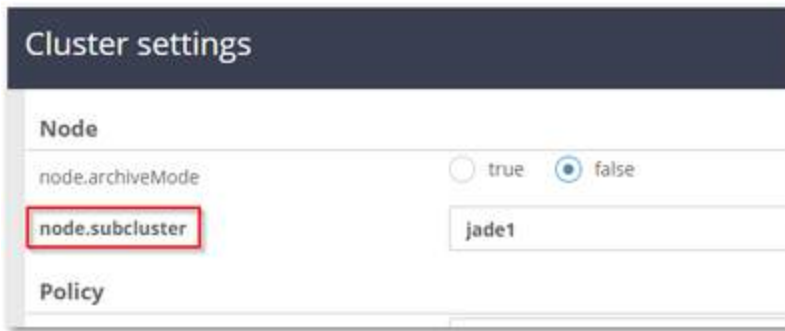 Cluster settings
Node
node.archiveMode true false
node.subcluster jade1
Policy